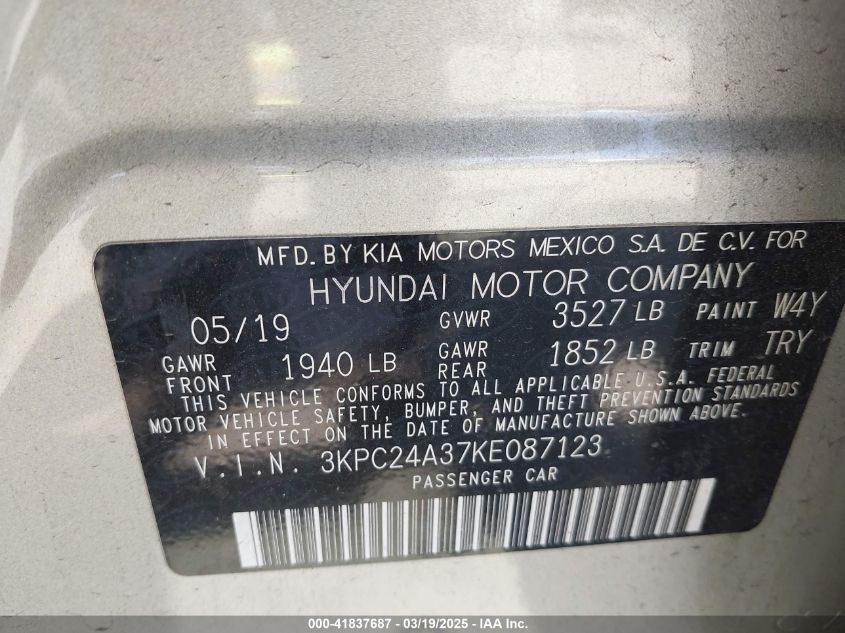 MFD. BY KIA MOTORS MEXICO S.A. DE C.V. FOR
HYUNDAI MOTOR COMPANY
05/19 GVWR 3527 LB PAINT W4Y
GAWR FRONT 1940 LB GAWR REAR 1852 LB TRIM TRY
THIS VEHICLE CONFORMS TO ALL APPLICABLE U.S.A. FEDERAL
MOTOR VEHICLE SAFETY, BUMPER, AND THEFT PREVENTION STANDARDS
IN EFFECT ON THE DATE OF MANUFACTURE SHOWN ABOVE.
V.I.N. 3KPC24A37KE087123
PASSENGER CAR
000-41837687 - 03/19/2025 - IAA Inc.